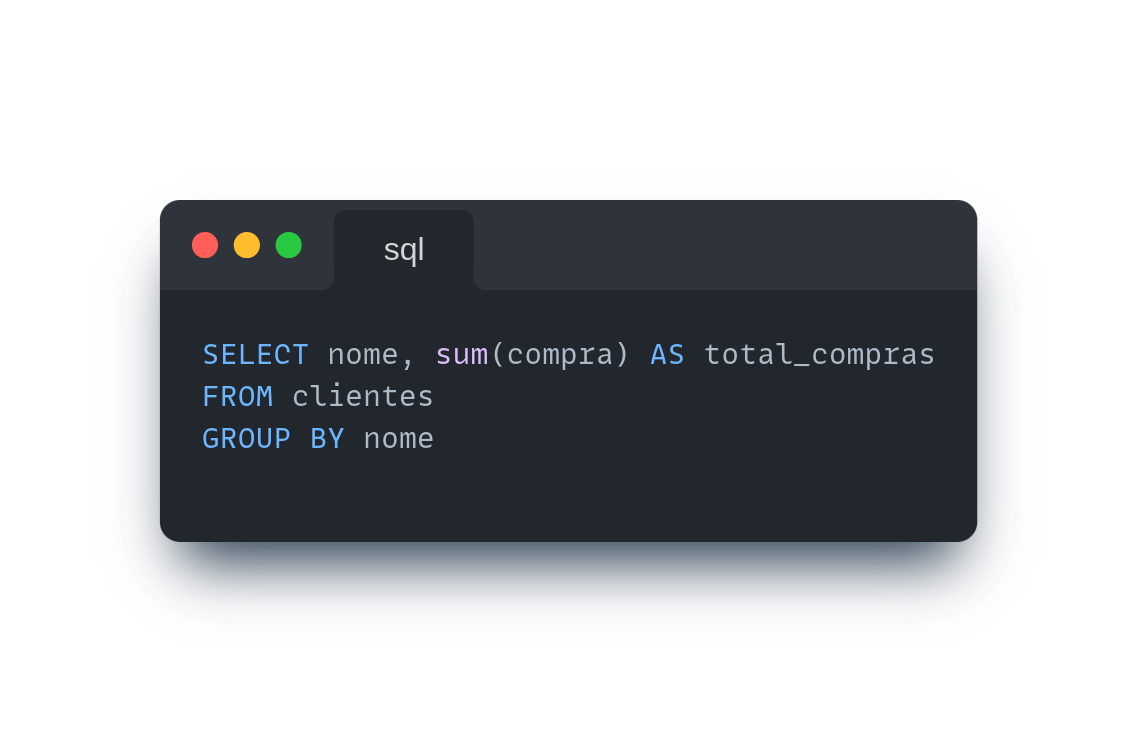 sql
SELECT nome, sum(compra) AS total_compras
FROM clientes
GROUP BY nome